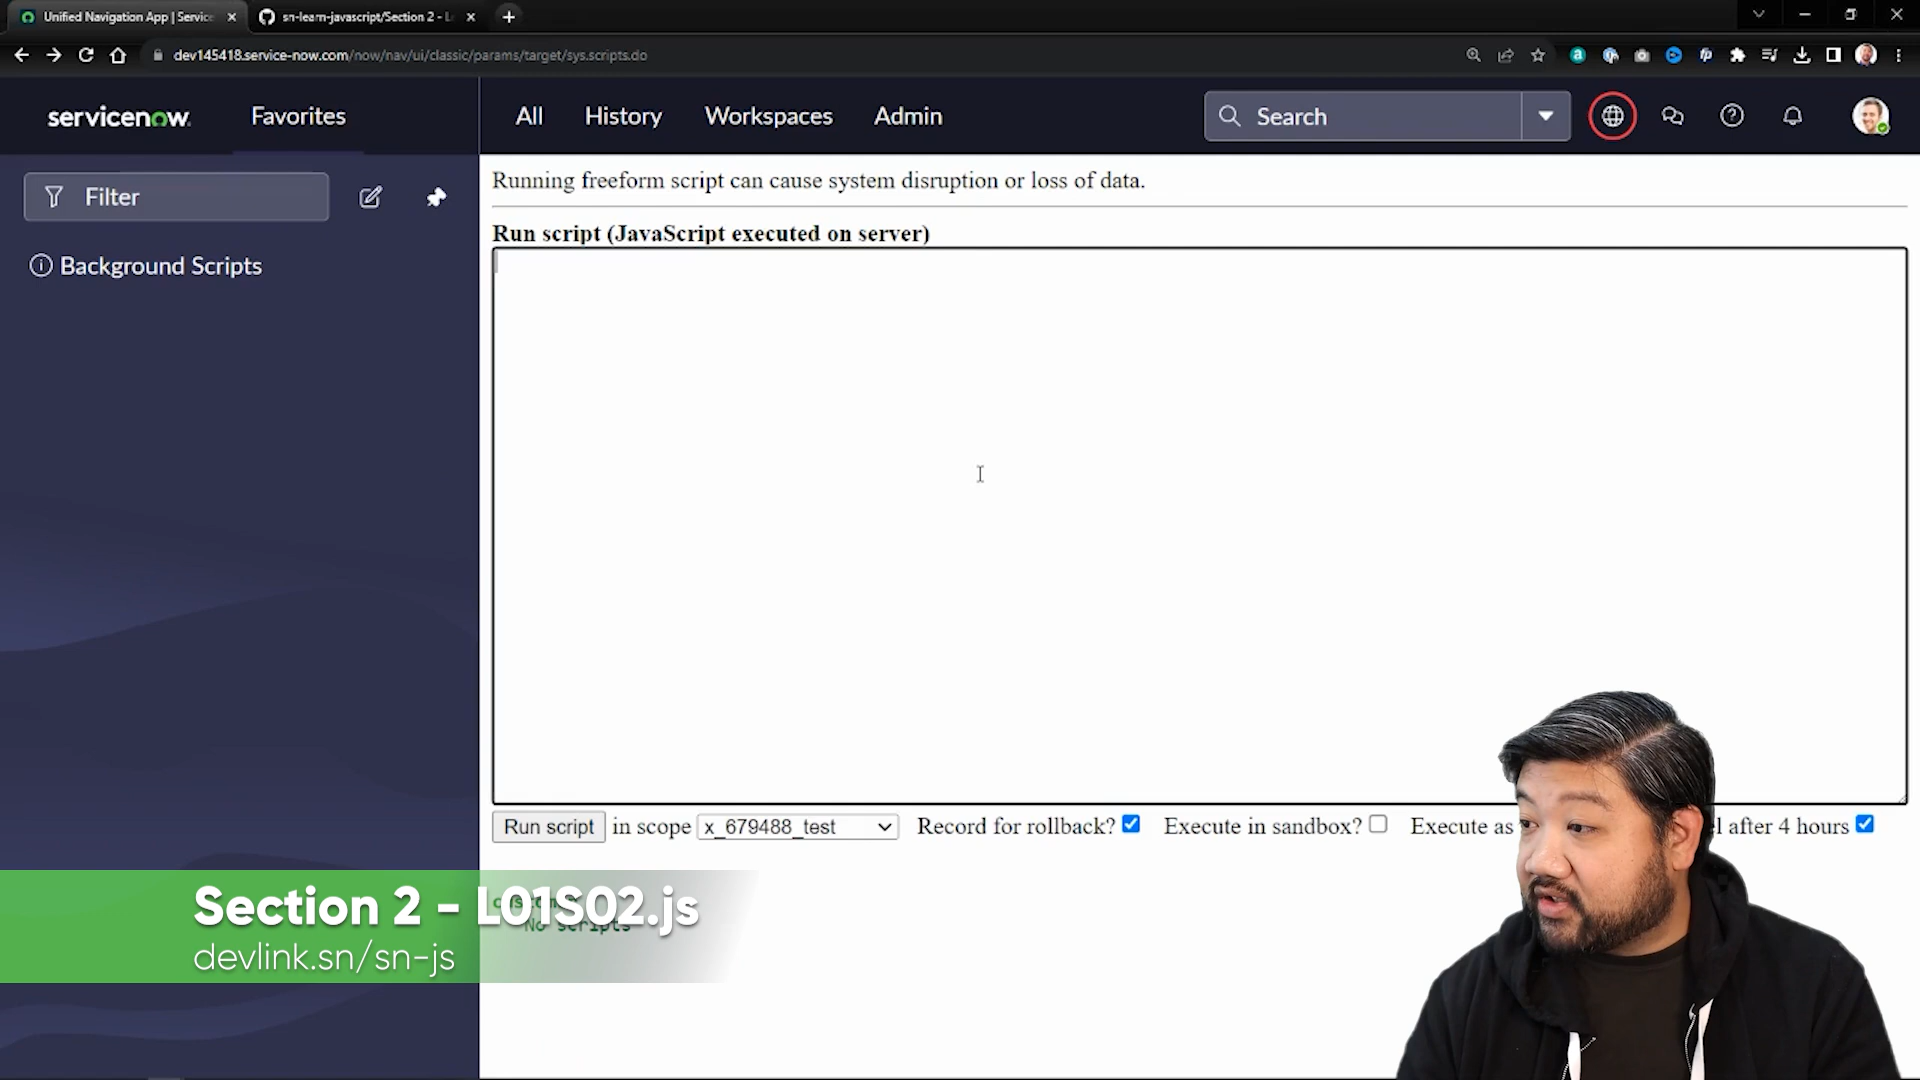 Unified Navigation App | Service
sn-learn-javascript/Section 2 - L
dev145418.service-now.com/now/nav/ui/classic/params/target/sys.scripts.do
servicenow
Favorites
All
History
Workspaces
Admin
Search
Filter
Background Scripts
Running freeform script can cause system disruption or loss of data.
Run script (JavaScript executed on server)
Run script in scope x_679488_test Record for rollback? Execute in sandbox? Execute as l after 4 hours
No scripts
Section 2 - L01S02.js
devlink.sn/sn-js